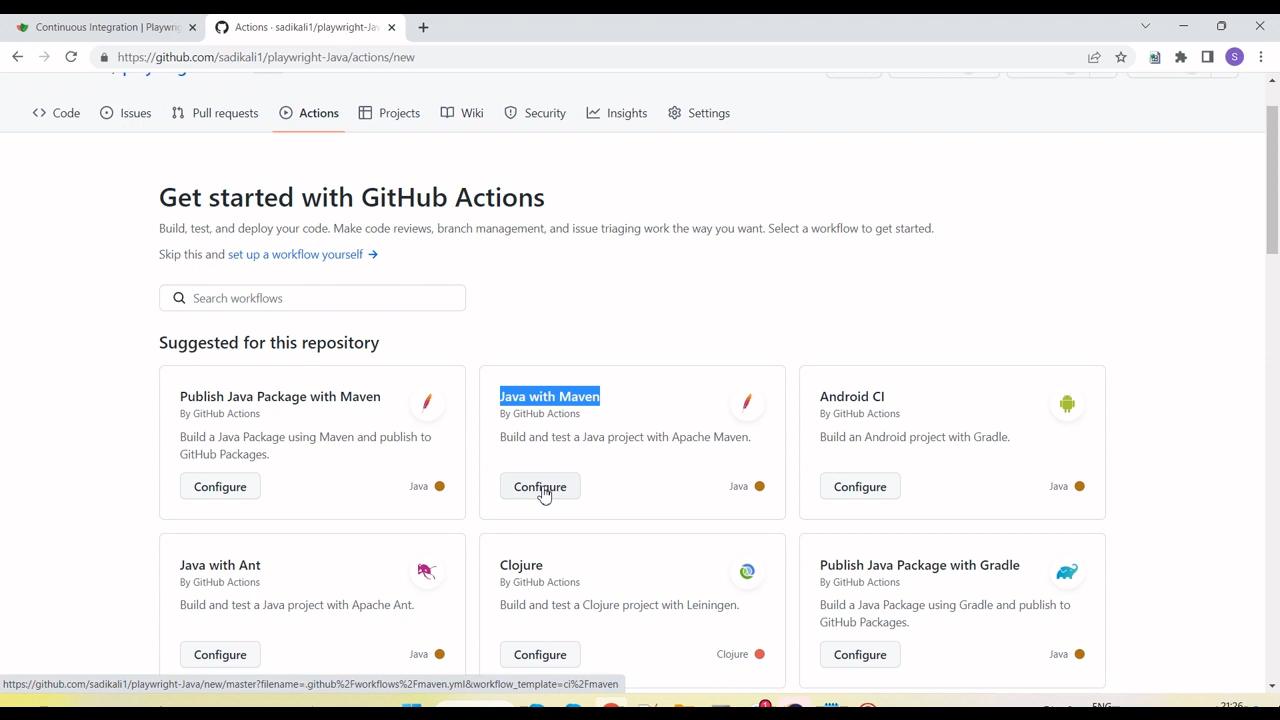 Continuous Integration | Playwrig
Actions · sadikali1/playwright-Jav
https://github.com/sadikali1/playwright-Java/actions/new
S
Code
Issues
Pull requests
Actions
Projects
Wiki
Security
Insights
Settings
Get started with GitHub Actions
Build, test, and deploy your code. Make code reviews, branch management, and issue triaging work the way you want. Select a workflow to get started.
Skip this and set up a workflow yourself →
Search workflows
Suggested for this repository
Publish Java Package with Maven
By GitHub Actions
Build a Java Package using Maven and publish to
GitHub Packages.
Configure
Java
Java with Maven
By GitHub Actions
Build and test a Java project with Apache Maven.
Configure
Java
Android CI
By GitHub Actions
Build an Android project with Gradle.
Configure
Java
Java with Ant
By GitHub Actions
Build and test a Java project with Apache Ant.
Configure
Java
Clojure
By GitHub Actions
Build and test a Clojure project with Leiningen.
Configure
Clojure
Publish Java Package with Gradle
By GitHub Actions
Build a Java Package using Gradle and publish to
GitHub Packages.
Configure
Java
https://github.com/sadikali1/playwright-Java/new/master?filename=.github%2Fworkflows%2Fmaven.yml&workflow_template=ci%2Fmaven
1
ENG
21:26